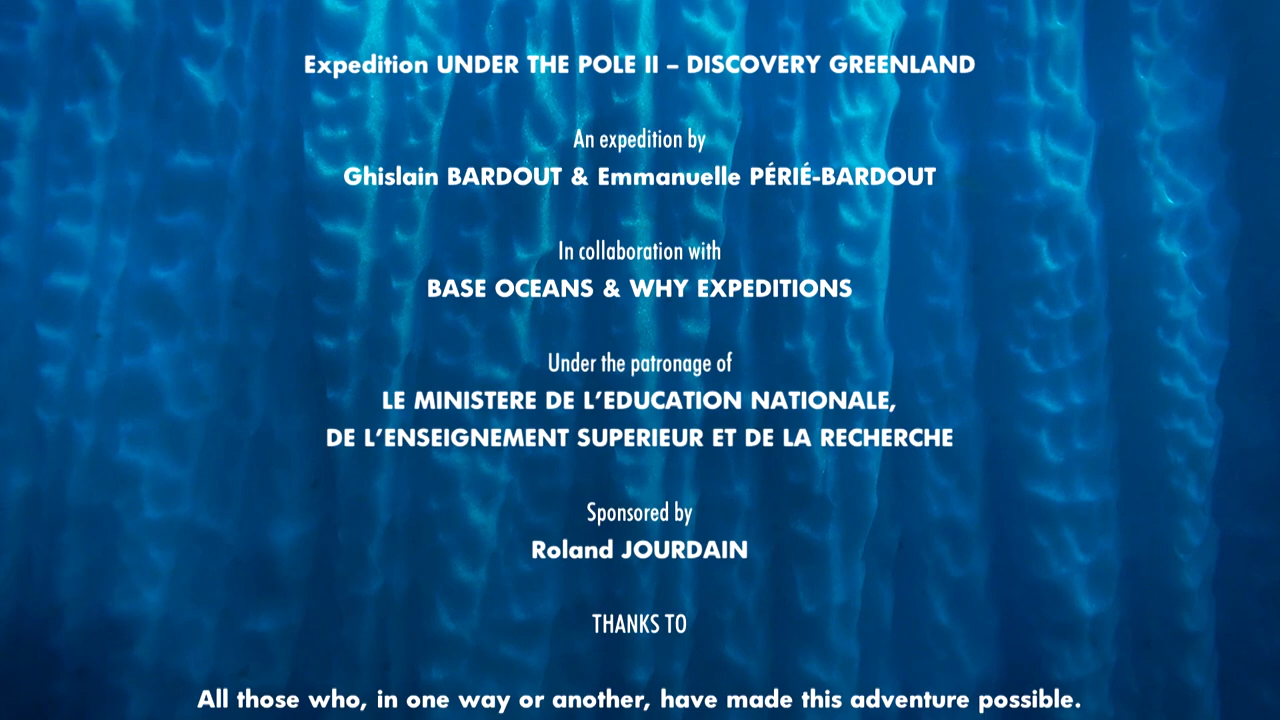 Expedition UNDER THE POLE II – DISCOVERY GREENLAND
An expedition by
Ghislain BARDOUT & Emmanuelle PÉRIÉ-BARDOUT
In collaboration with
BASE OCEANS & WHY EXPEDITIONS
Under the patronage of
LE MINISTERE DE L’EDUCATION NATIONALE,
DE L’ENSEIGNEMENT SUPERIEUR ET DE LA RECHERCHE
Sponsored by
Roland JOURDAIN
THANKS TO
All those who, in one way or another, have made this adventure possible.